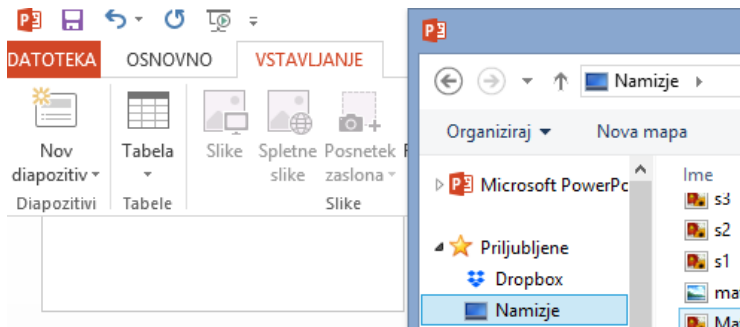 DATOTEKA OSNOVNO VSTAVLJANJE
Nov diapozitiv
Tabela
Slike
Spletne slike
Posnetek zaslona
Diapozitivi Tabele Slike
Namizje
Organiziraj Nova mapa
Microsoft PowerPo
Priljubljene
Dropbox
Namizje
Ime
s3
s2
s1
ma
Ma